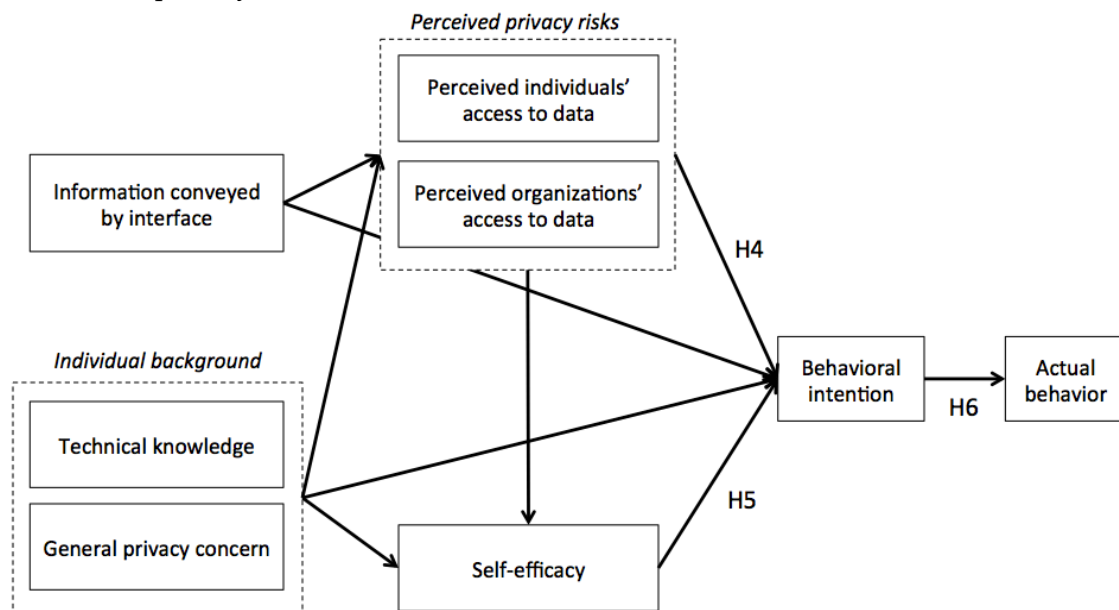 Perceived privacy risks
Perceived individuals'
access to data
Perceived organizations'
access to data
Information conveyed
by interface
H4
Individual background
Technical knowledge
General privacy concern
Behavioral
intention
H6
Actual
behavior
H5
Self-efficacy